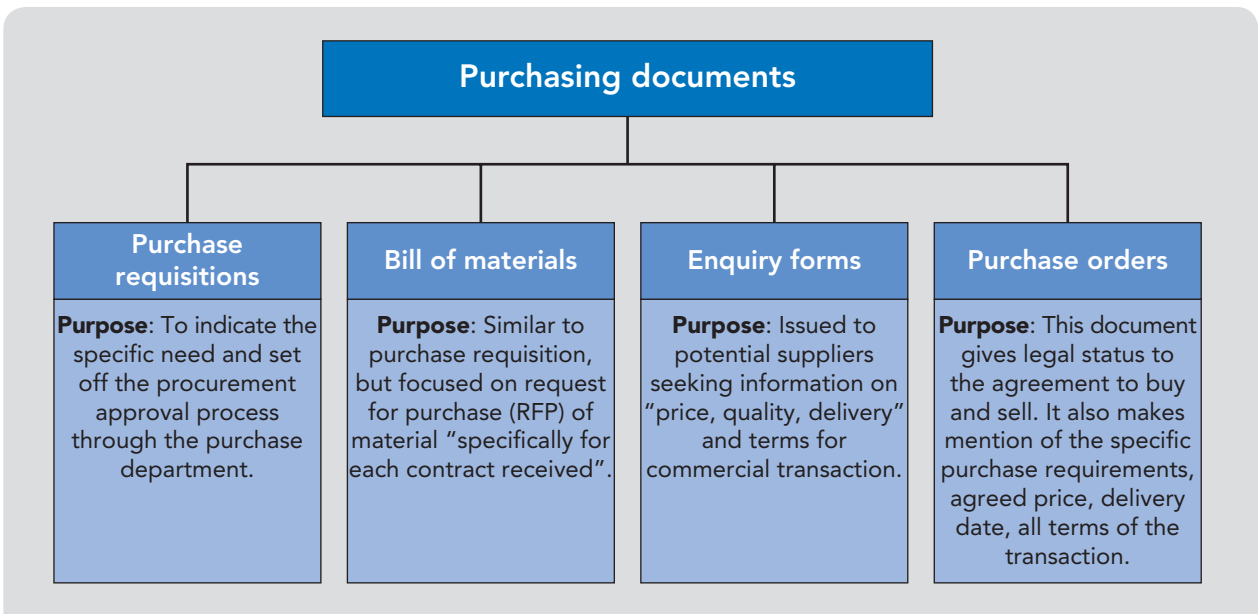 Purchasing documents
Purchase
requisitions
Purpose: To indicate the
specific need and set
off the procurement
approval process
through the purchase
department.
Bill of materials
Purpose: Similar to
purchase requisition,
but focused on request
for purchase (RFP) of
material “specifically for
each contract received”.
Enquiry forms
Purpose: Issued to
potential suppliers
seeking information on
“price, quality, delivery”
and terms for
commercial transaction.
Purchase orders
Purpose: This document
gives legal status to
the agreement to buy
and sell. It also makes
mention of the specific
purchase requirements,
agreed price, delivery
date, all terms of the
transaction.